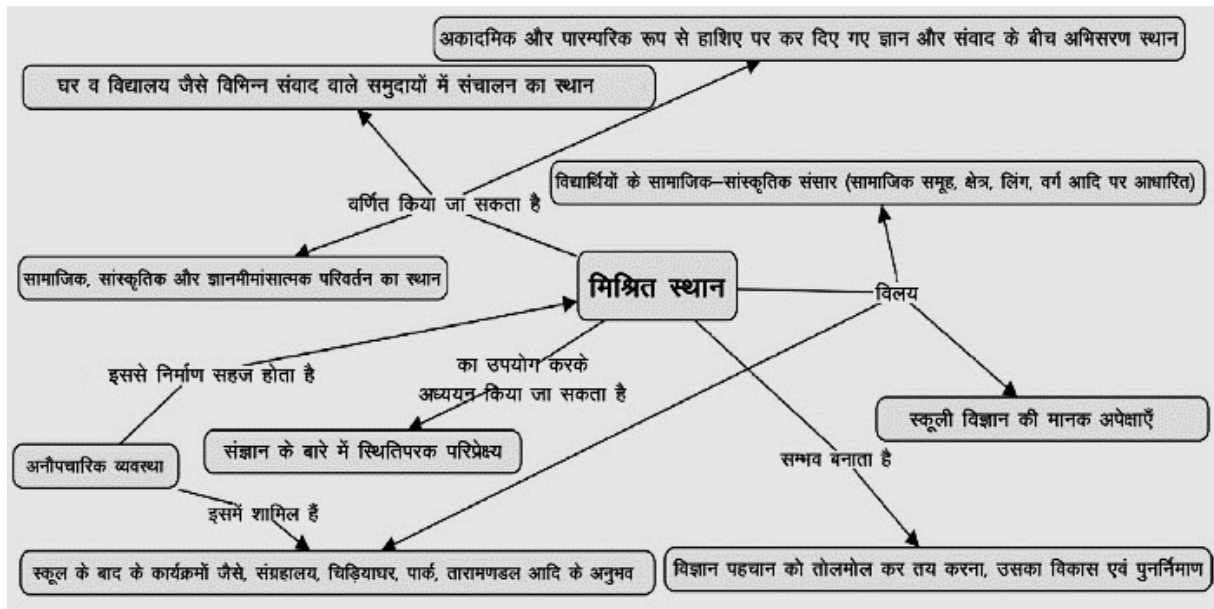 अकादमिक और पारम्परिक रूप से हाशिए पर कर दिए गए ज्ञान और संवाद के बीच अभिसरण स्थान
घर व विद्यालय जैसे विभिन्न संवाद वाले समुदायों में संचालन का स्थान
विद्यार्थियों के सामाजिक–सांस्कृतिक संसार (सामाजिक समूह, क्षेत्र, लिंग, वर्ग आदि पर आधारित)
वर्णित किया जा सकता है
सामाजिक, सांस्कृतिक और ज्ञानमीमांसात्मक परिवर्तन का स्थान
मिश्रित स्थान
विलय
इससे निर्माण सहज होता है
का उपयोग करके
अध्ययन किया जा सकता है
स्कूली विज्ञान की मानक अपेक्षाएँ
अनौपचारिक व्यवस्था
संज्ञान के बारे में स्थितिपरक परिप्रेक्ष्य
सम्भव बनाता है
इसमें शामिल हैं
स्कूल के बाद के कार्यक्रमों जैसे, संग्रहालय, चिड़ियाघर, पार्क, तारामणडल आदि के अनुभव
विज्ञान पहचान को तोलमोल कर तय करना, उसका विकास एवं पुनर्निमाण